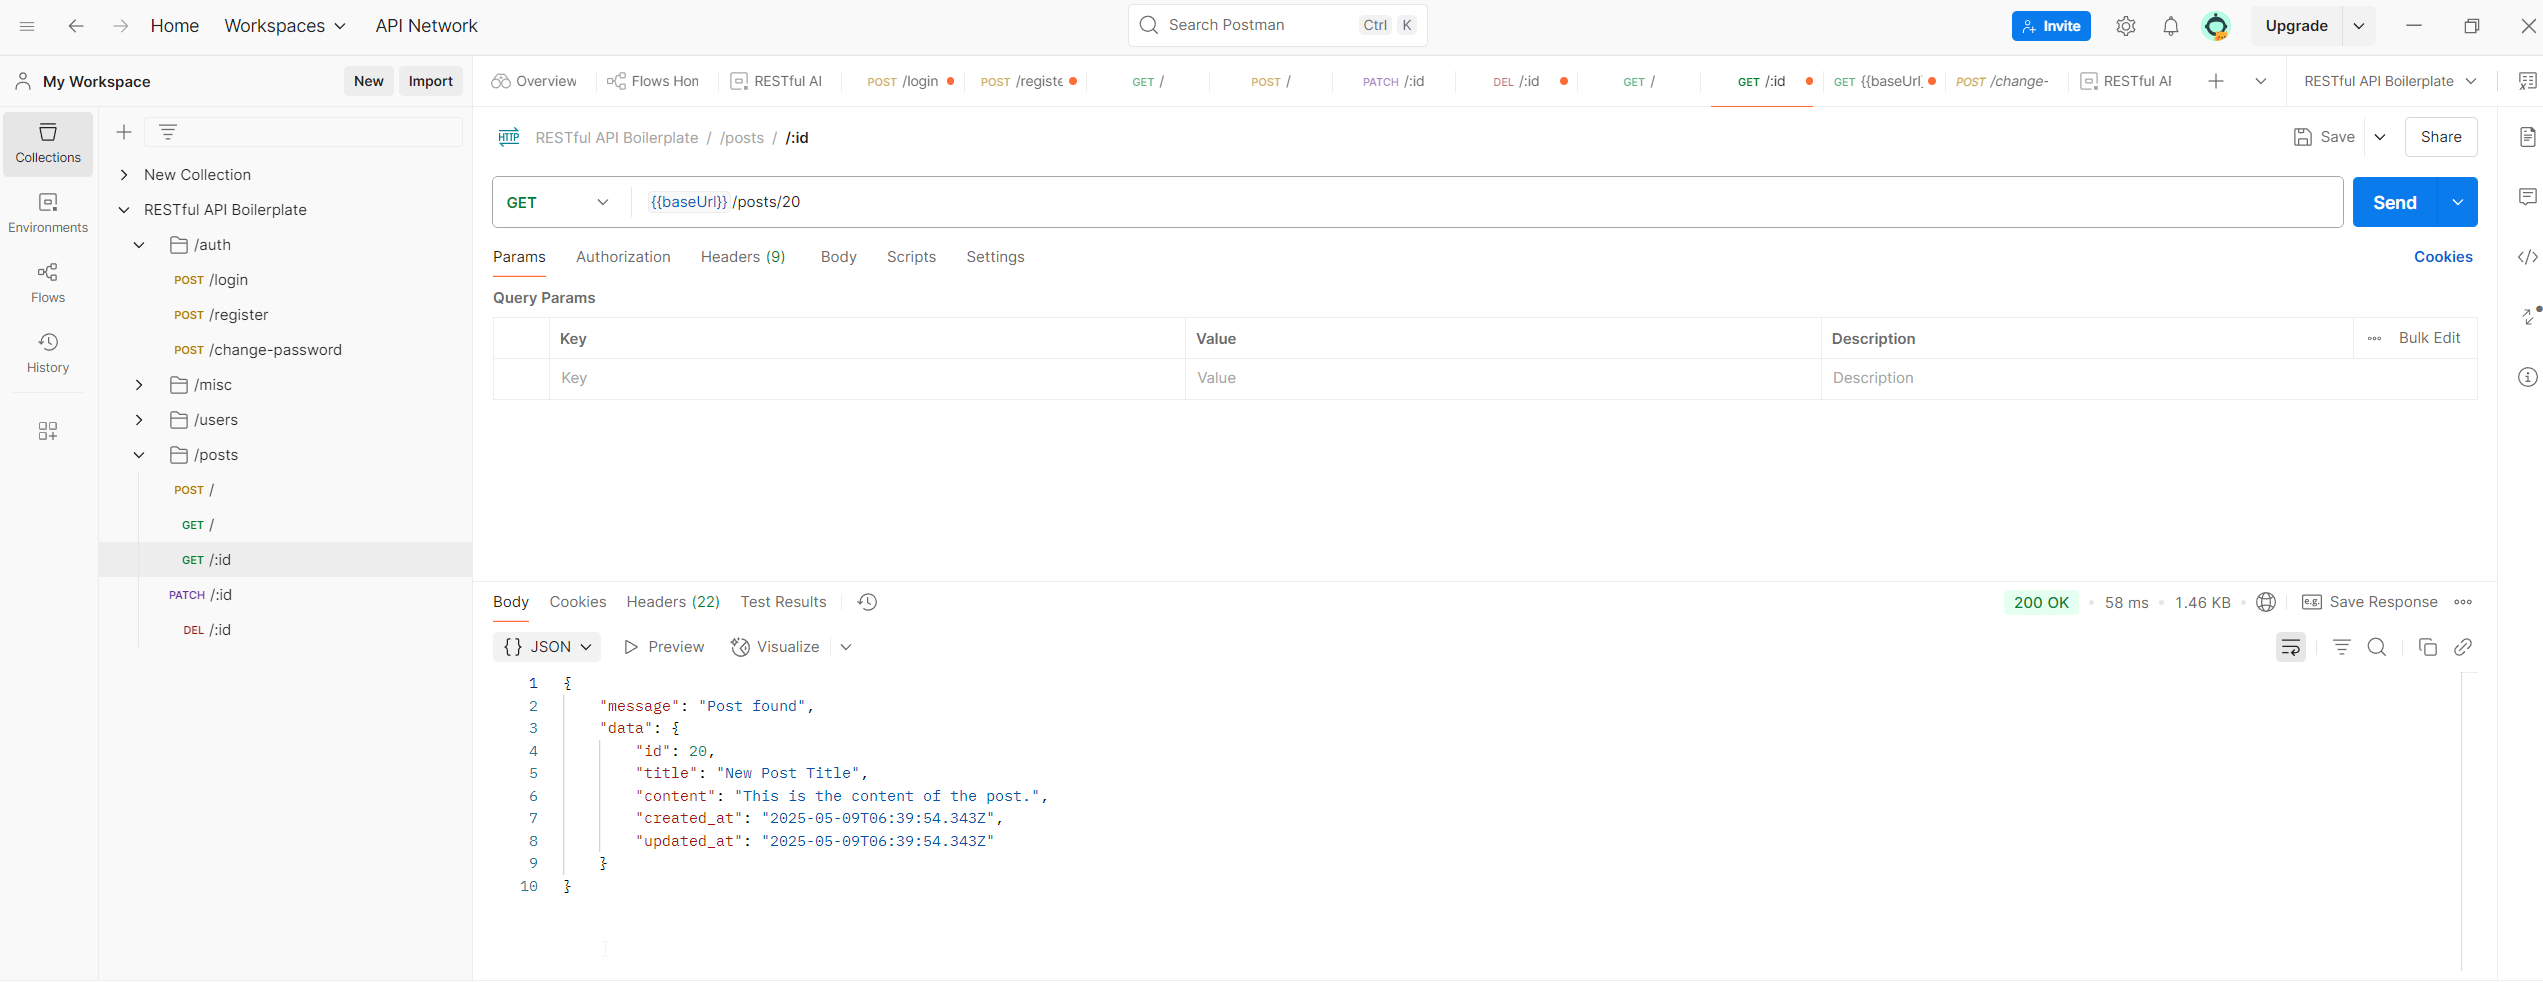 Home Workspaces API Network Search Postman Ctrl K Invite Upgrade
My Workspace New Import
Overview Flows Hon RESTful AI POST /login POST /registe GET / POST / PATCH /:id DEL /:id GET / GET /:id GET {{baseUrl} POST /change- RESTful AF RESTful API Boilerplate
Collections
Environments
Flows
History
New Collection
RESTful API Boilerplate
/auth
POST /login
POST /register
POST /change-password
/misc
/users
/posts
POST /
GET /
GET /:id
PATCH /:id
DEL /:id
HTTP RESTful API Boilerplate / /posts / /:id Save Share
GET {{baseUrl}} /posts/20 Send
Params Authorization Headers (9) Body Scripts Settings Cookies
Query Params
Key Value Description Bulk Edit
Key Value Description
Body Cookies Headers (22) Test Results 200 OK 58 ms 1.46 KB e.g. Save Response
{} JSON Preview Visualize
1 {
2 "message": "Post found",
3 "data": {
4 "id": 20,
5 "title": "New Post Title",
6 "content": "This is the content of the post.",
7 "created_at": "2025-05-09T06:39:54.343Z",
8 "updated_at": "2025-05-09T06:39:54.343Z"
9 }
10 }